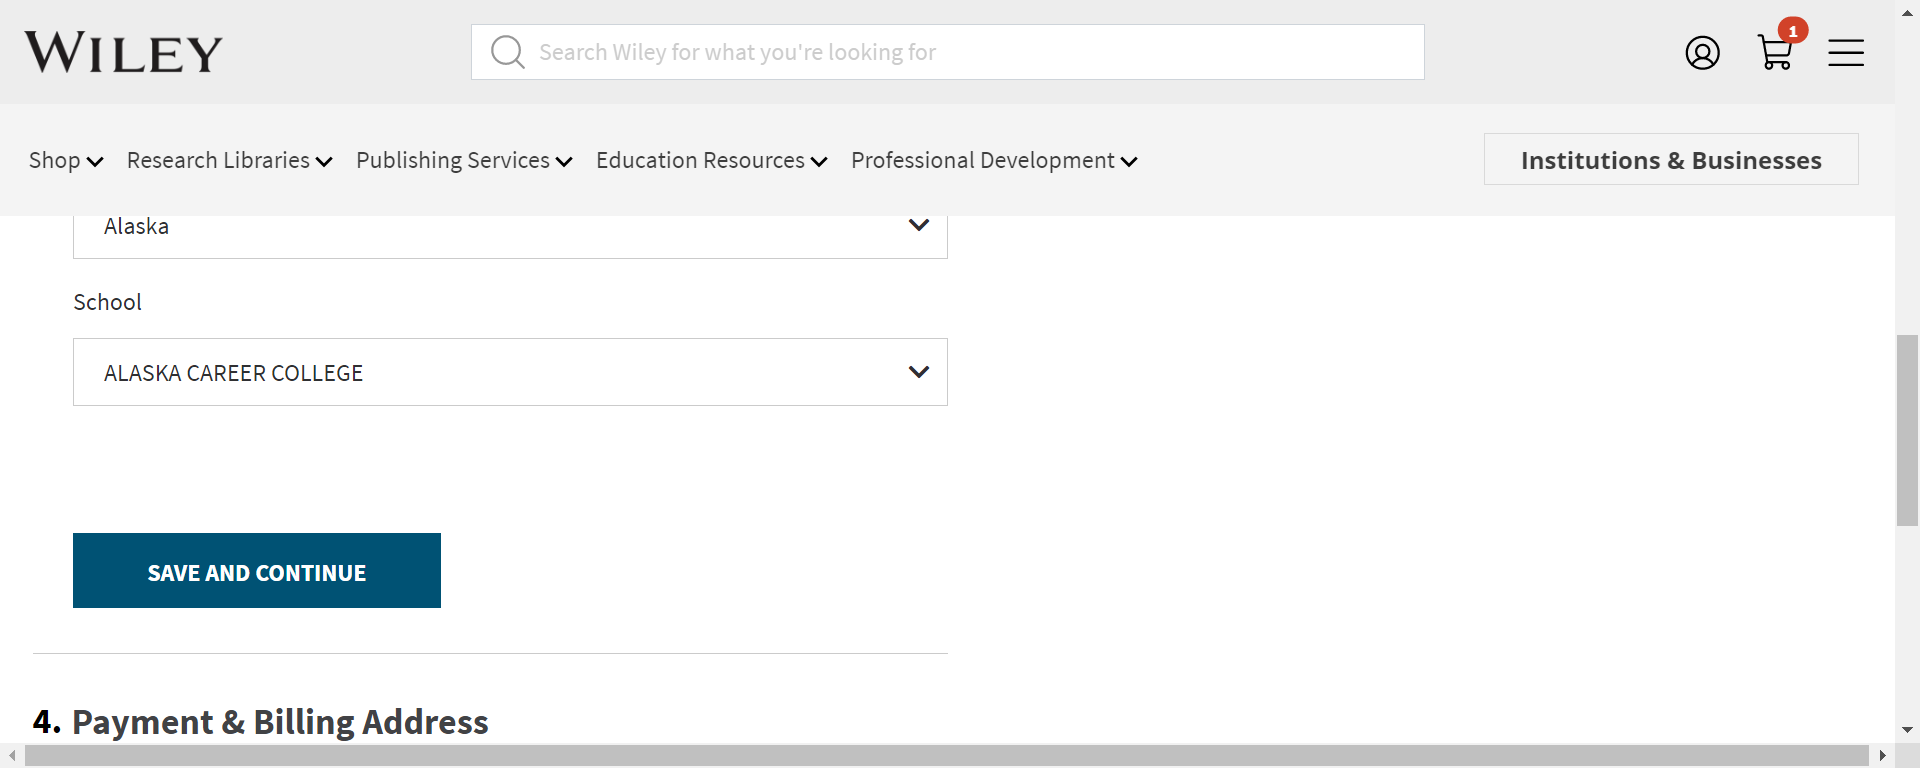 WILEY
Search Wiley for what you're looking for
1
Shop
Research Libraries
Publishing Services
Education Resources
Professional Development
Institutions & Businesses
Alaska
School
ALASKA CAREER COLLEGE
SAVE AND CONTINUE
4. Payment & Billing Address